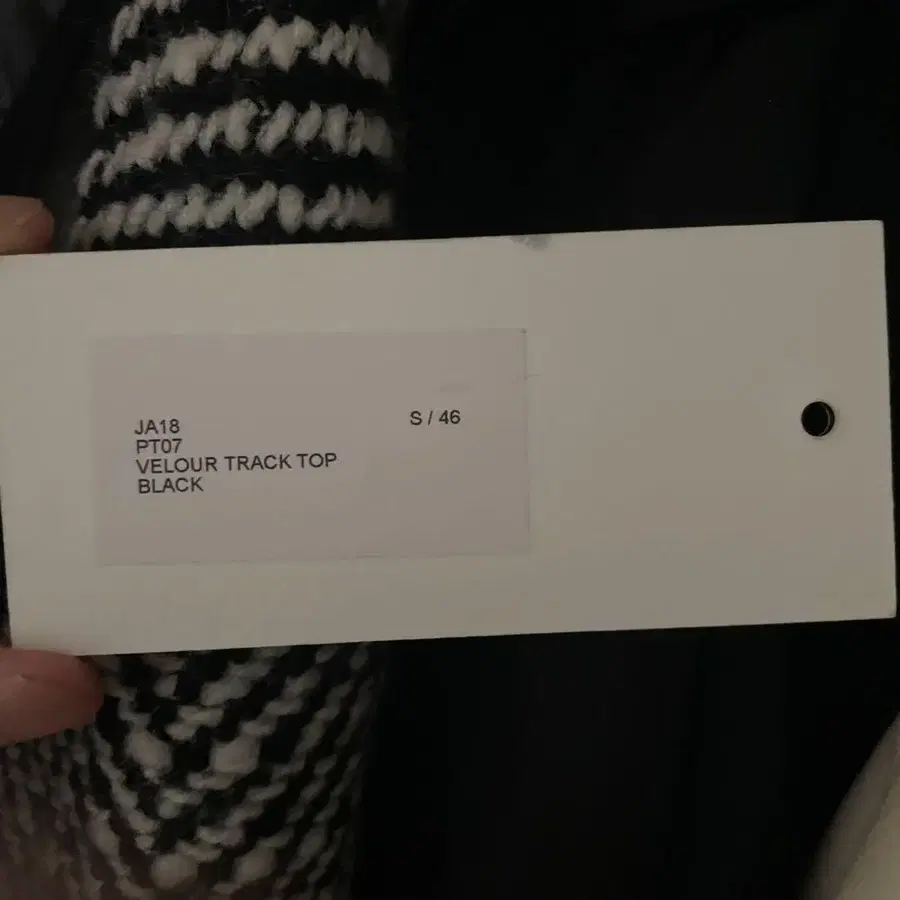 JA18
S / 46
PT07
VELOUR TRACK TOP
BLACK